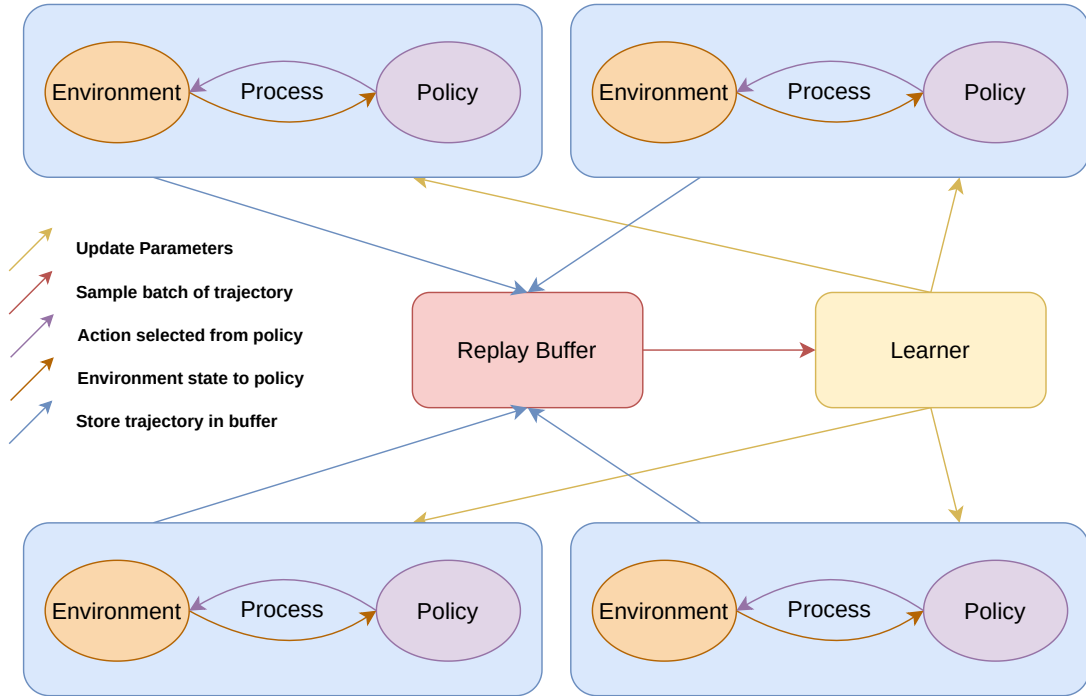 Environment
Process
Policy
Environment
Process
Policy
Update Parameters
Sample batch of trajectory
Action selected from policy
Environment state to policy
Store trajectory in buffer
Replay Buffer
Learner
Environment
Process
Policy
Environment
Process
Policy